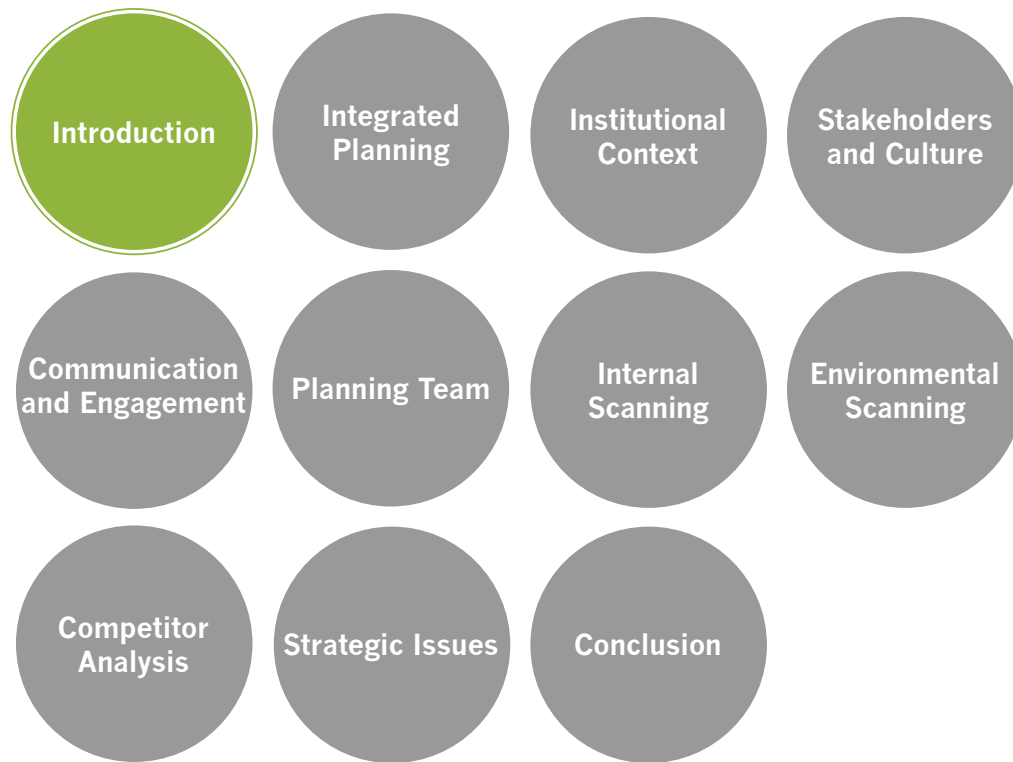 Introduction
Integrated
Planning
Institutional
Context
Stakeholders
and Culture
Communication
and Engagement
Planning Team
Internal
Scanning
Environmental
Scanning
Competitor
Analysis
Strategic Issues
Conclusion